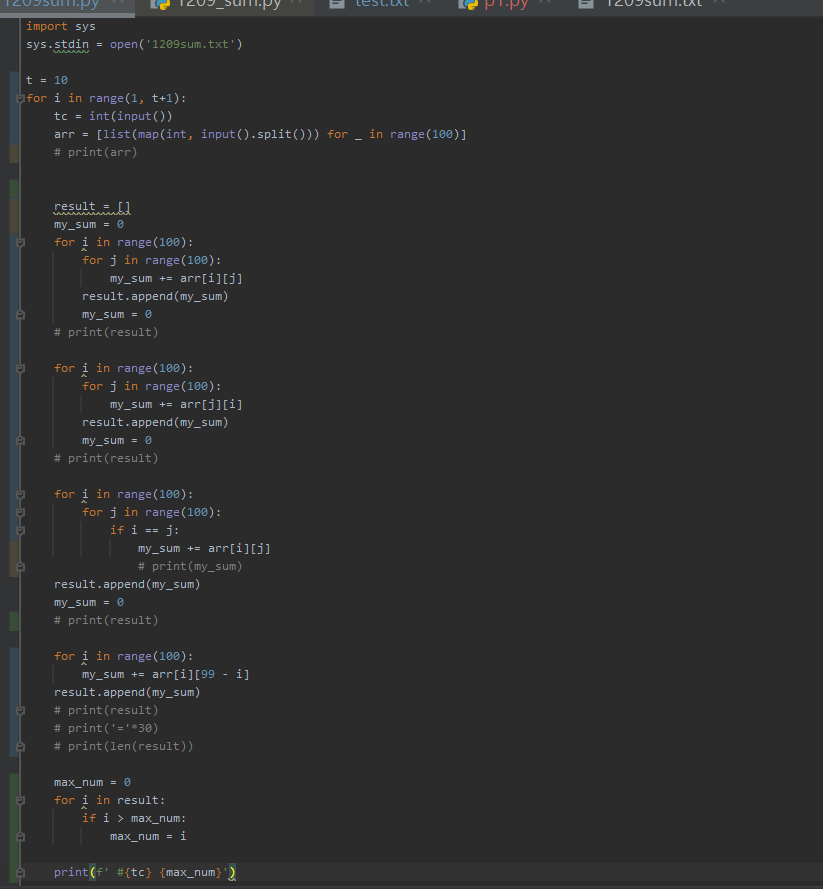 1209sum.py 1209_sum.py test.txt p1.py 1209sum.txt
import sys
sys.stdin = open('1209sum.txt')

t = 10
for i in range(1, t+1):
    tc = int(input())
    arr = [list(map(int, input().split())) for _ in range(100)]
    # print(arr)


    result = []
    my_sum = 0
    for i in range(100):
        for j in range(100):
            my_sum += arr[i][j]
        result.append(my_sum)
        my_sum = 0
    # print(result)

    for i in range(100):
        for j in range(100):
            my_sum += arr[j][i]
        result.append(my_sum)
        my_sum = 0
    # print(result)

    for i in range(100):
        for j in range(100):
            if i == j:
                my_sum += arr[i][j]
                # print(my_sum)
    result.append(my_sum)
    my_sum = 0
    # print(result)

    for i in range(100):
        my_sum += arr[i][99 - i]
    result.append(my_sum)
    # print(result)
    # print('='*30)
    # print(len(result))

    max_num = 0
    for i in result:
        if i > max_num:
            max_num = i

    print(f' #{tc} {max_num}')